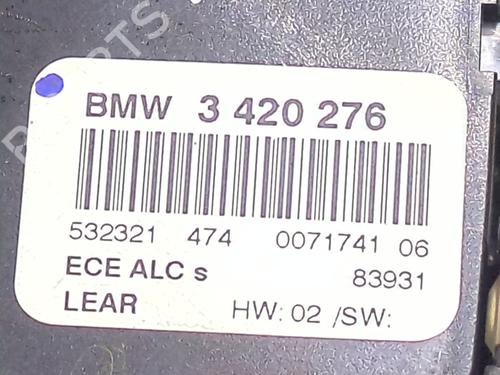 BMW 3 420 276
532321 474 0071741 06
ECE ALC s 83931
LEAR HW: 02 /SW: